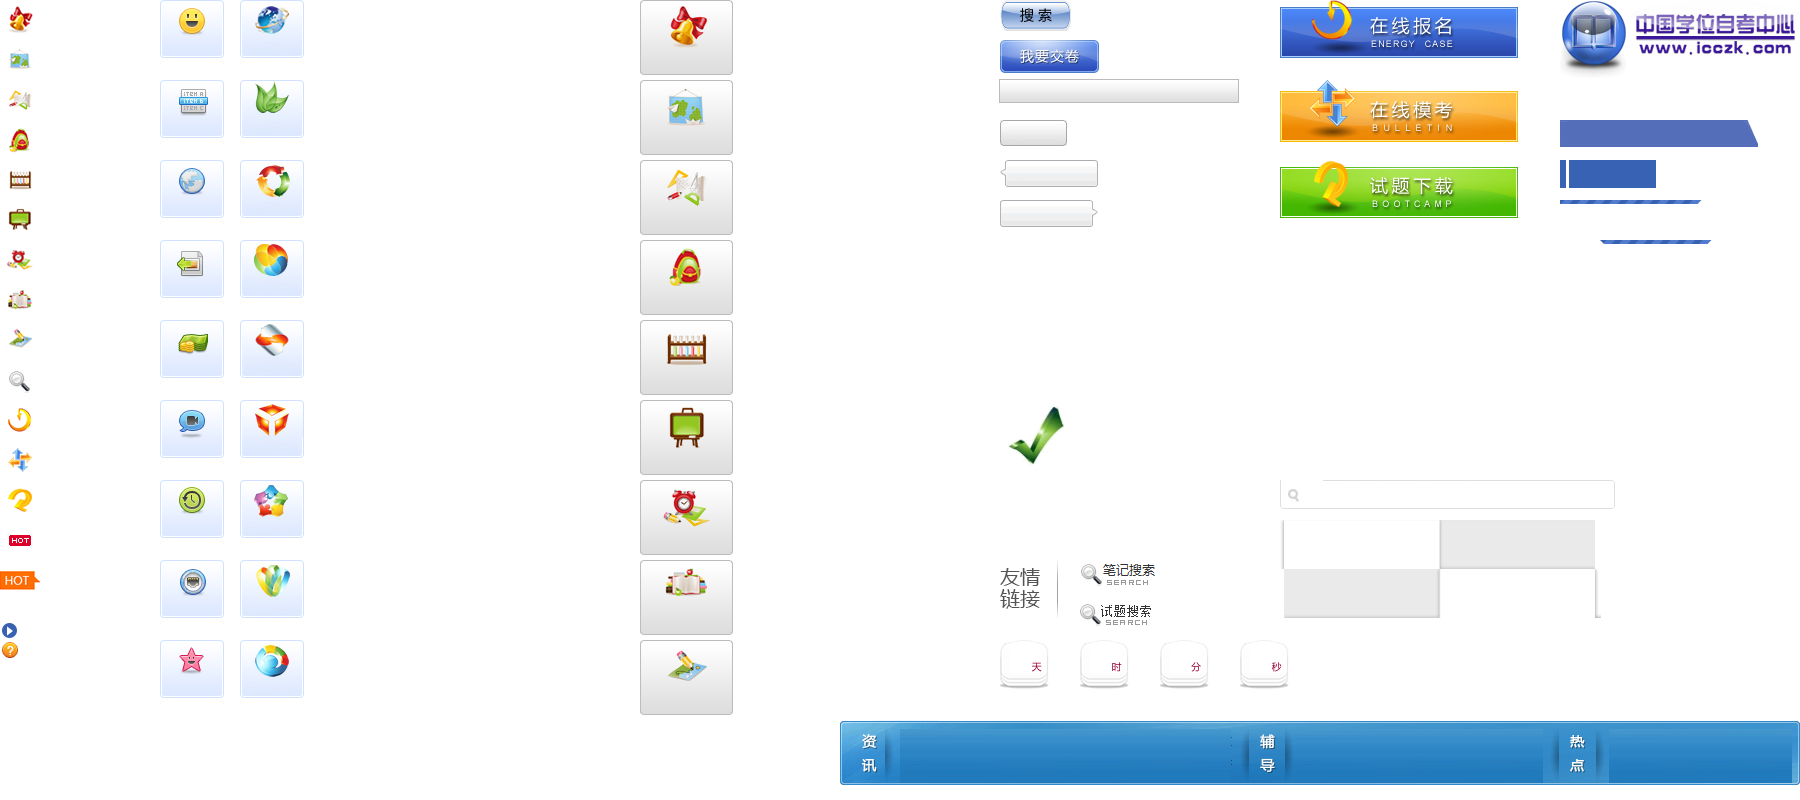 搜 索
在线报名
ENERGY CASE
中国学位自考中心
www.icczk.com
我要交卷
ITEM A
ITEM B
ITEM C
在线模考
BULLETIN
试题下载
BOOTCAMP
HOT
HOT
?
友情
链接
笔记搜索
SEARCH
试题搜索
SEARCH
天
时
分
秒
资
讯
辅
导
热
点